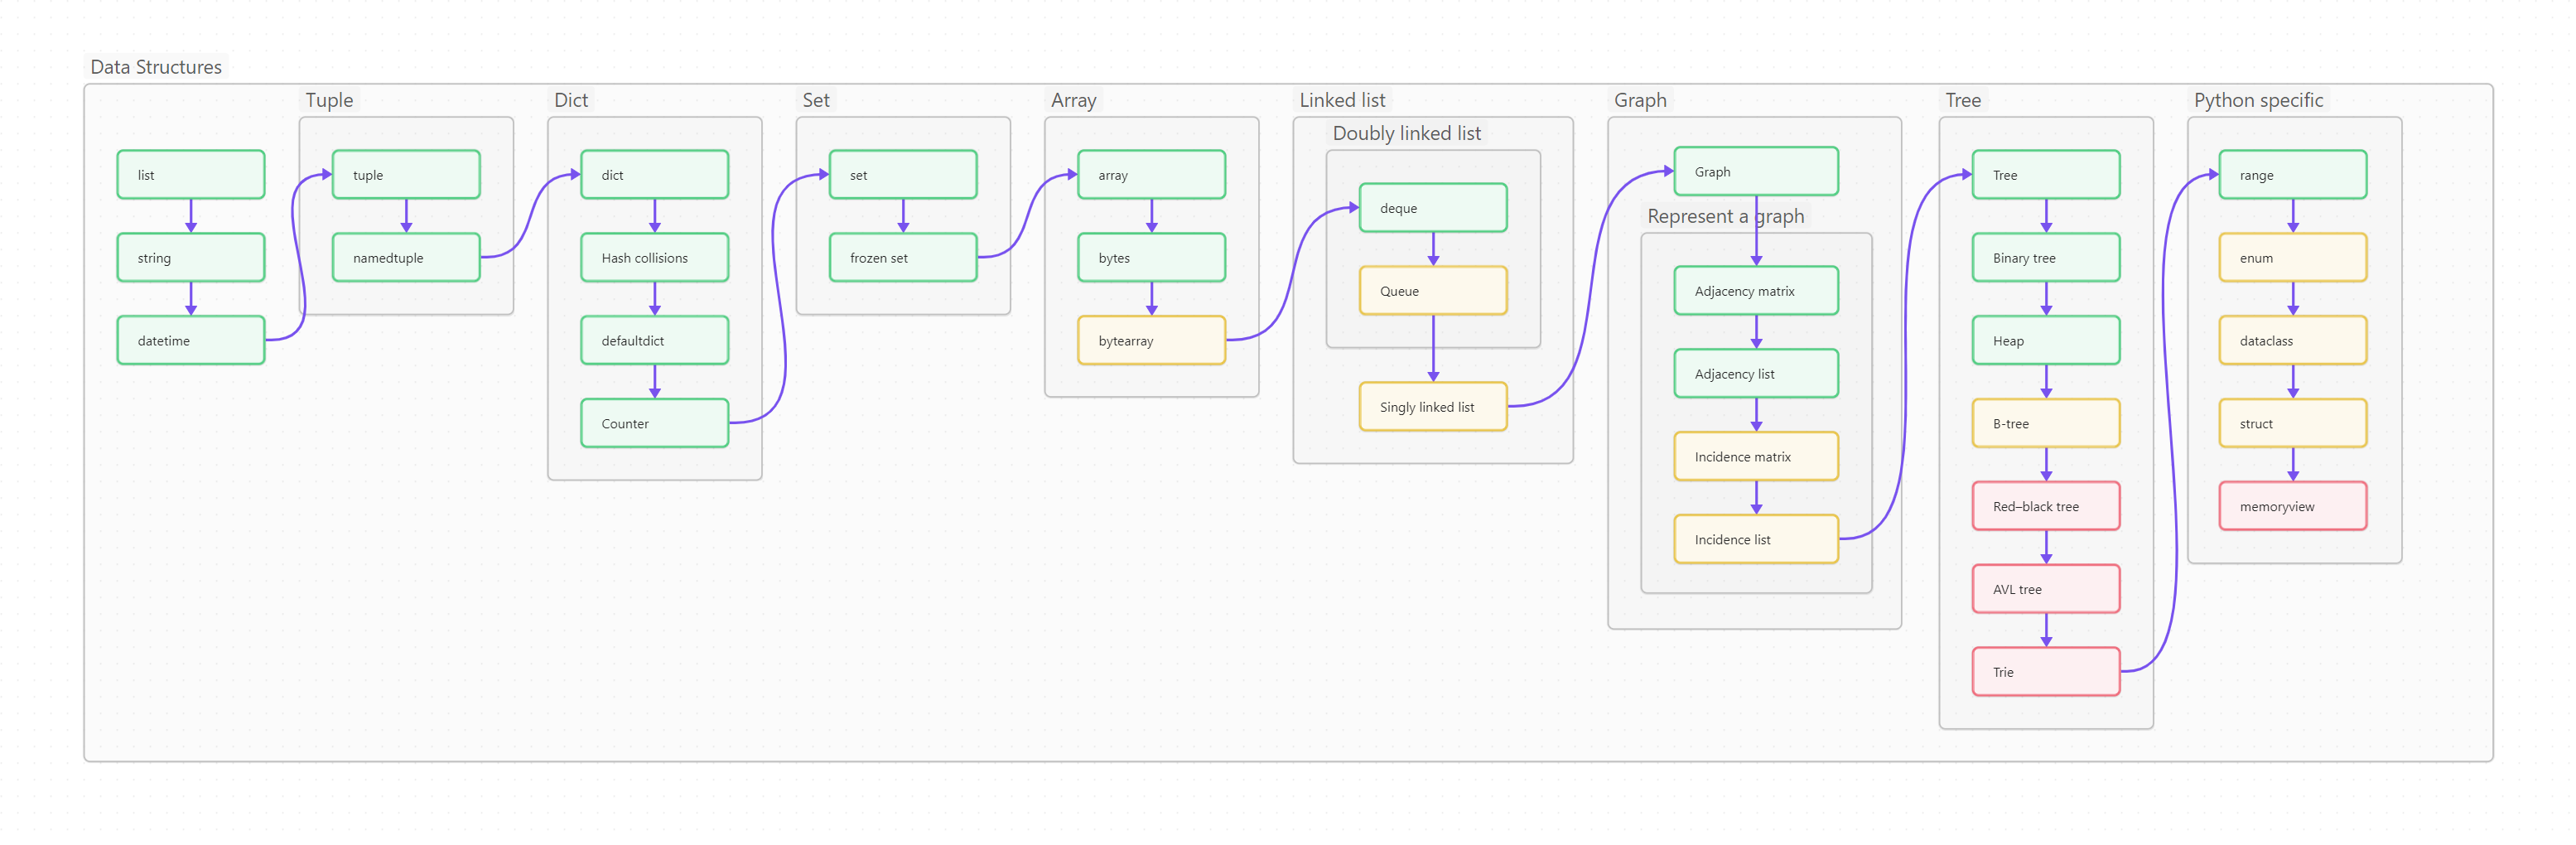 Data Structures
list
string
datetime
Tuple
tuple
namedtuple
Dict
dict
Hash collisions
defaultdict
Counter
Set
set
frozen set
Array
array
bytes
bytearray
Linked list
Doubly linked list
deque
Queue
Singly linked list
Graph
Graph
Represent a graph
Adjacency matrix
Adjacency list
Incidence matrix
Incidence list
Tree
Tree
Binary tree
Heap
B-tree
Red–black tree
AVL tree
Trie
Python specific
range
enum
dataclass
struct
memoryview